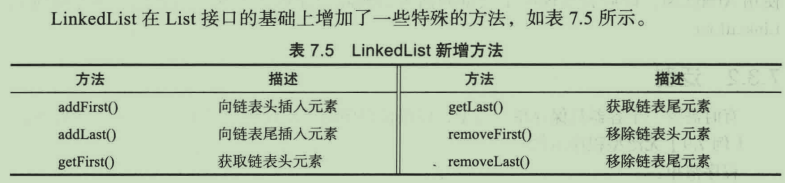 LinkedList 在 List 接口的基础上增加了一些特殊的方法，如表 7.5 所示。
表 7.5 LinkedList 新增方法
方法 描述 方法 描述
addFirst() 向链表头插入元素 getLast() 获取链表尾元素
addLast() 向链表尾插入元素 removeFirst() 移除链表头元素
getFirst() 获取链表头元素 removeLast() 移除链表尾元素